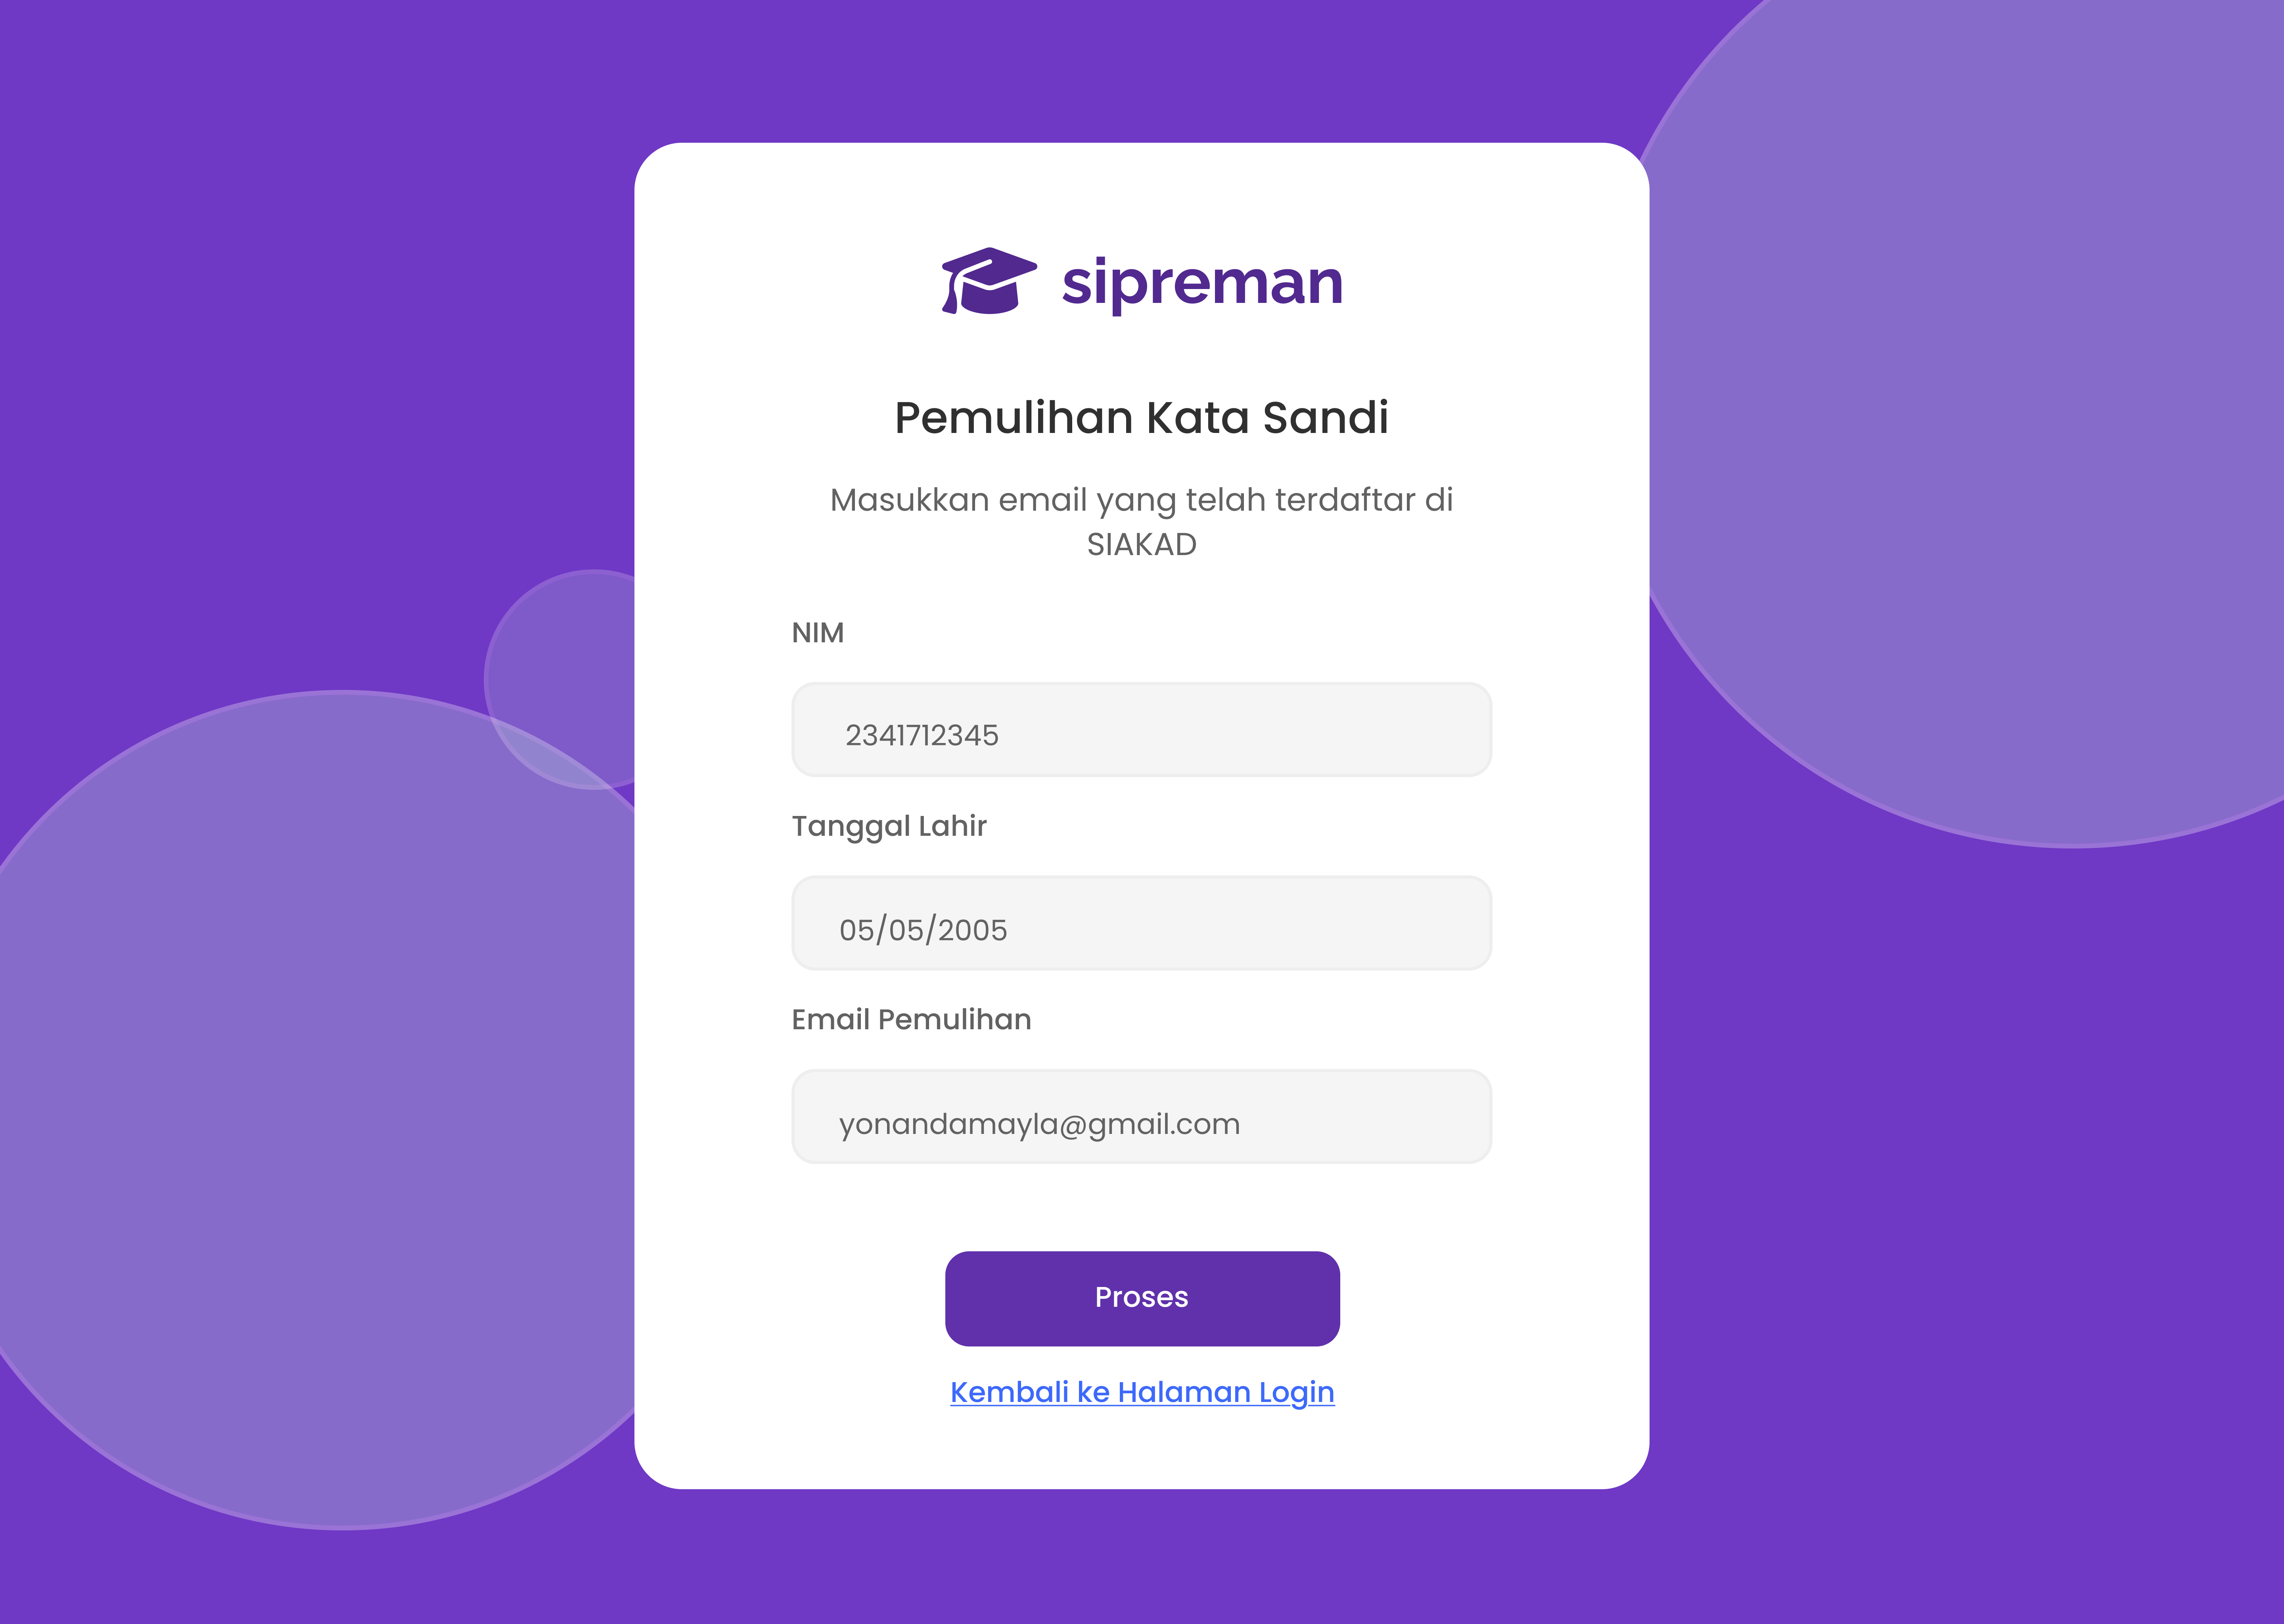 sipreman
Pemulihan Kata Sandi
Masukkan email yang telah terdaftar di
SIAKAD
NIM
2341712345
Tanggal Lahir
05/05/2005
Email Pemulihan
yonandamayla@gmail.com
Proses
Kembali ke Halaman Login